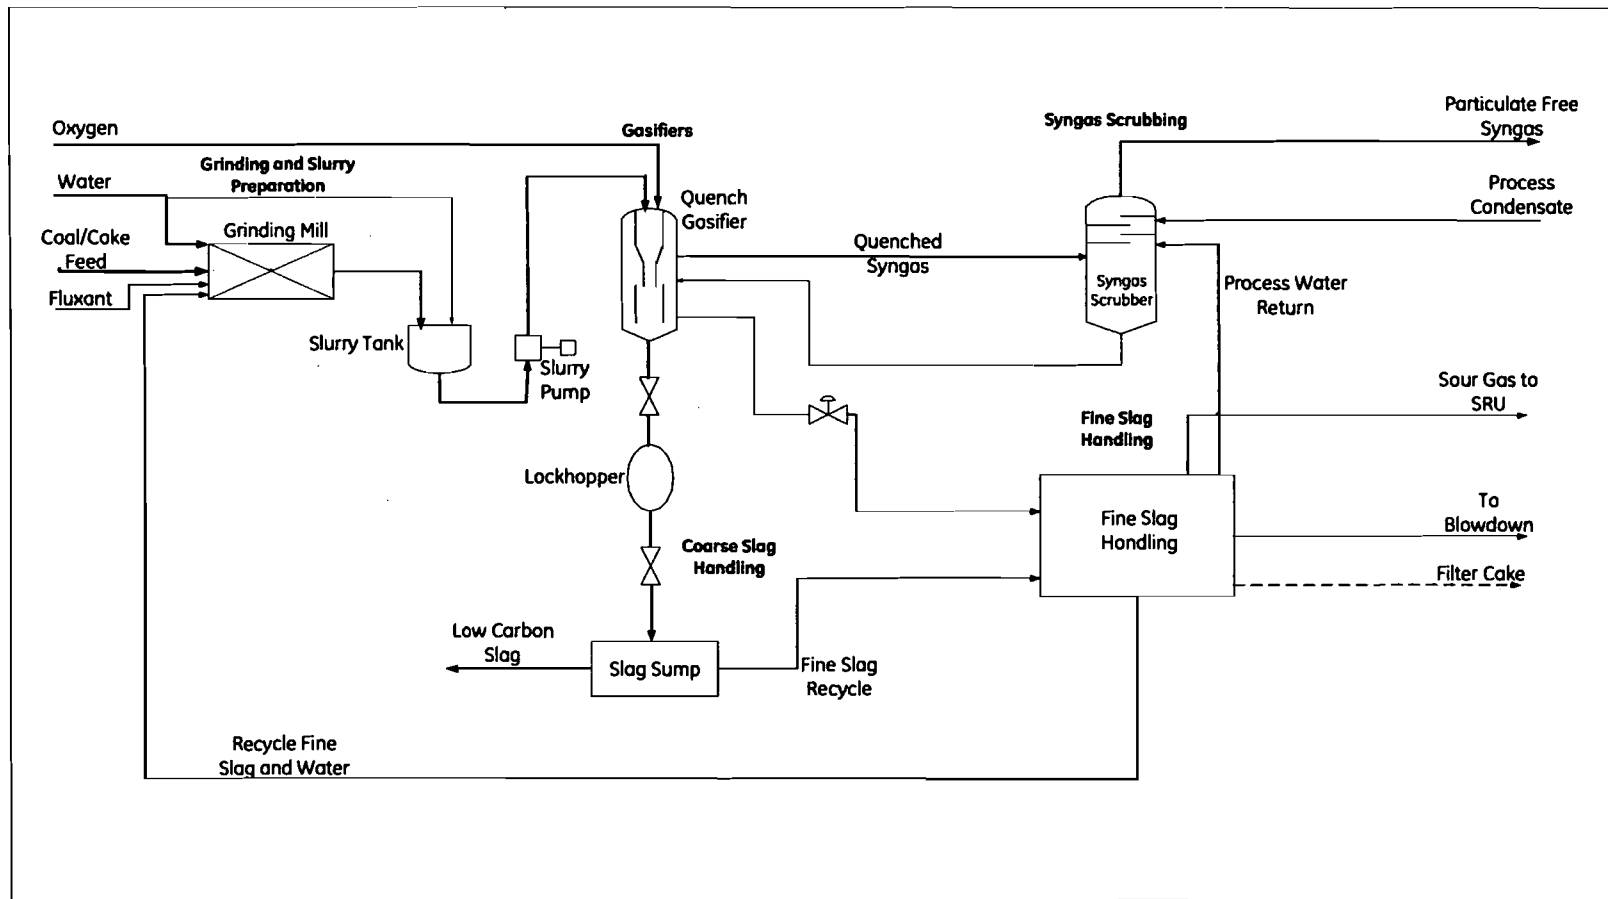 Oxygen
Gasifiers
Syngas Scrubbing
Particulate Free
Syngas
Water
Grinding and Slurry
Preparation
Quench
Gasifier
Process
Condensate
Coal/Coke
Feed
Grinding Mill
Quenched
Syngas
Syngas
Scrubber
Process Water
Return
Fluxant
Slurry Tank
Slurry
Pump
Sour Gas to
SRU
Fine Slag
Handling
Lockhopper
Fine Slag
Hondling
To
Blowdown
Coarse Slag
Handling
Filter Cake
Low Carbon
Slag
Slag Sump
Fine Slag
Recycle
Recycle Fine
Slag and Water